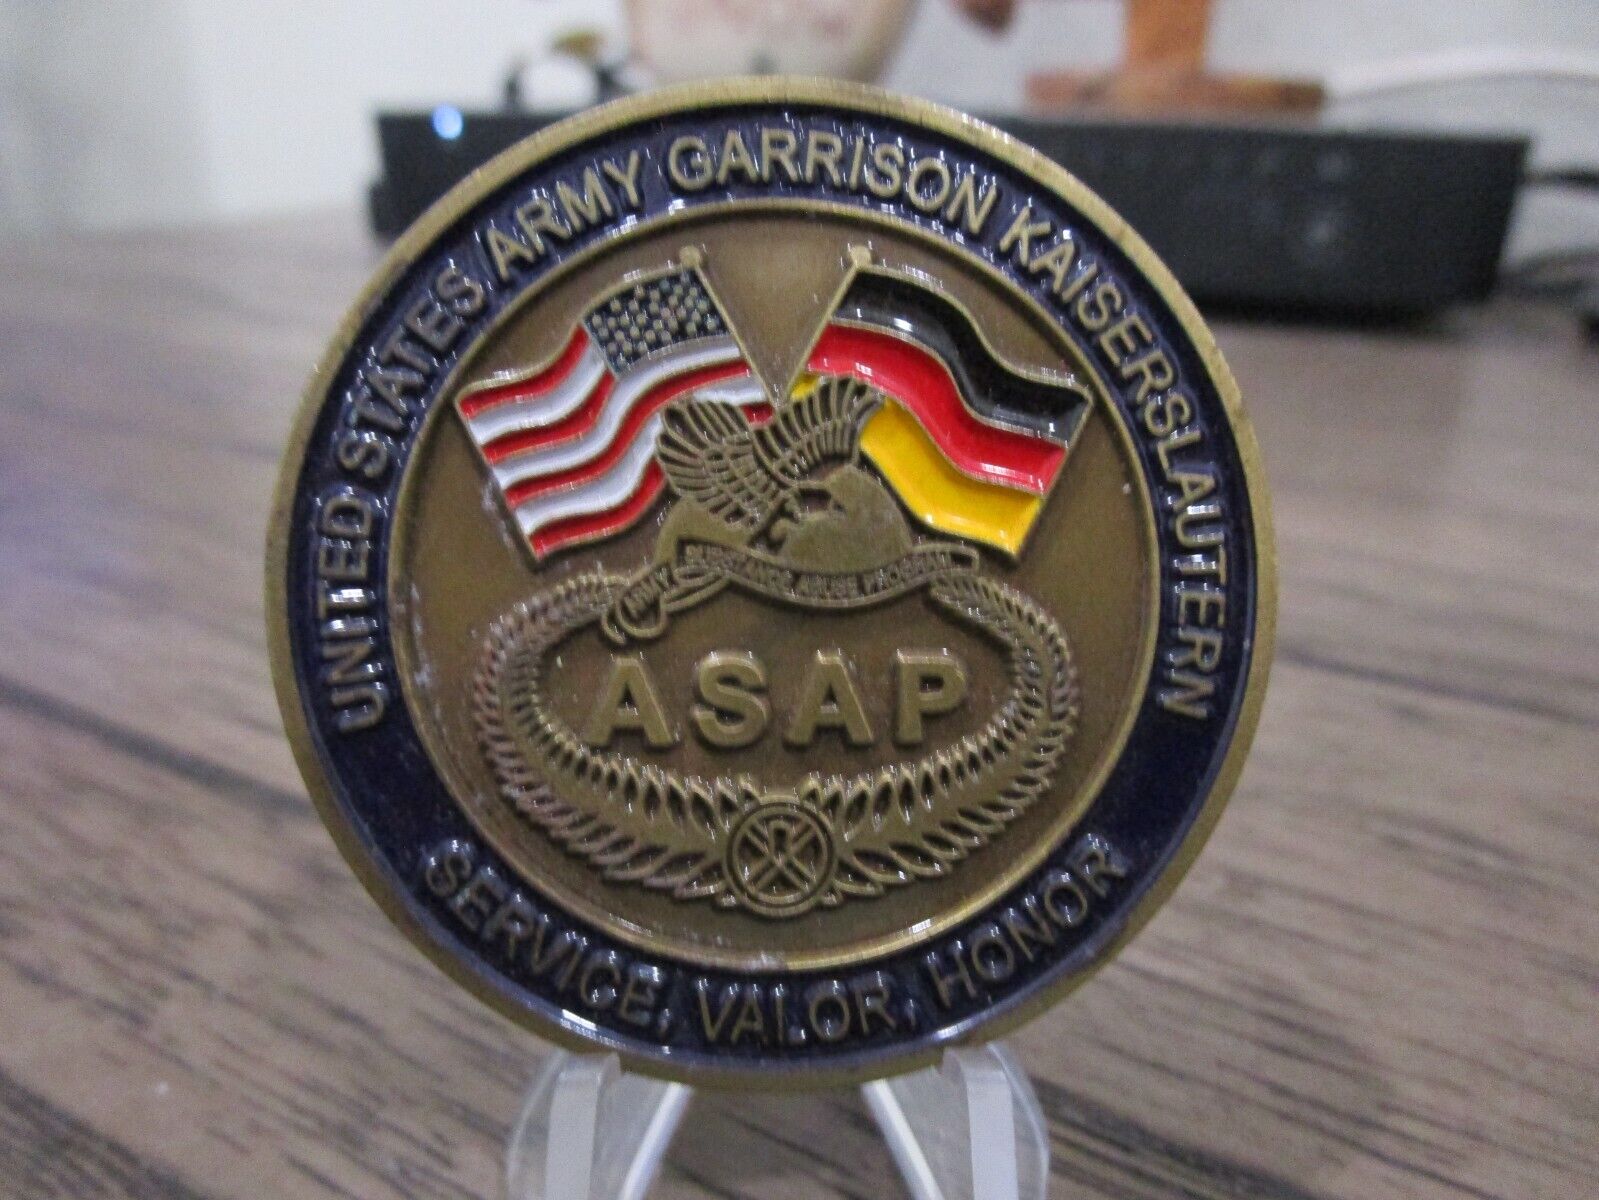 UNITED STATES ARMY GARRISON KAISERSLAUTERN
ARMY SUBSTANCE ABUSE PROGRAM
ASAP
SERVICE, VALOR, HONOR